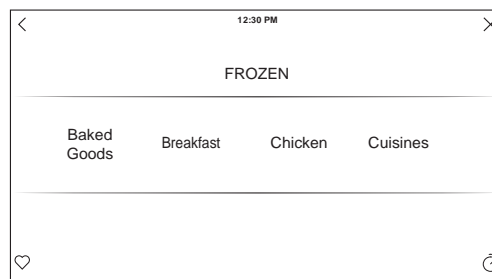 12:30 PM
FROZEN
Baked
Goods
Breakfast
Chicken
Cuisines